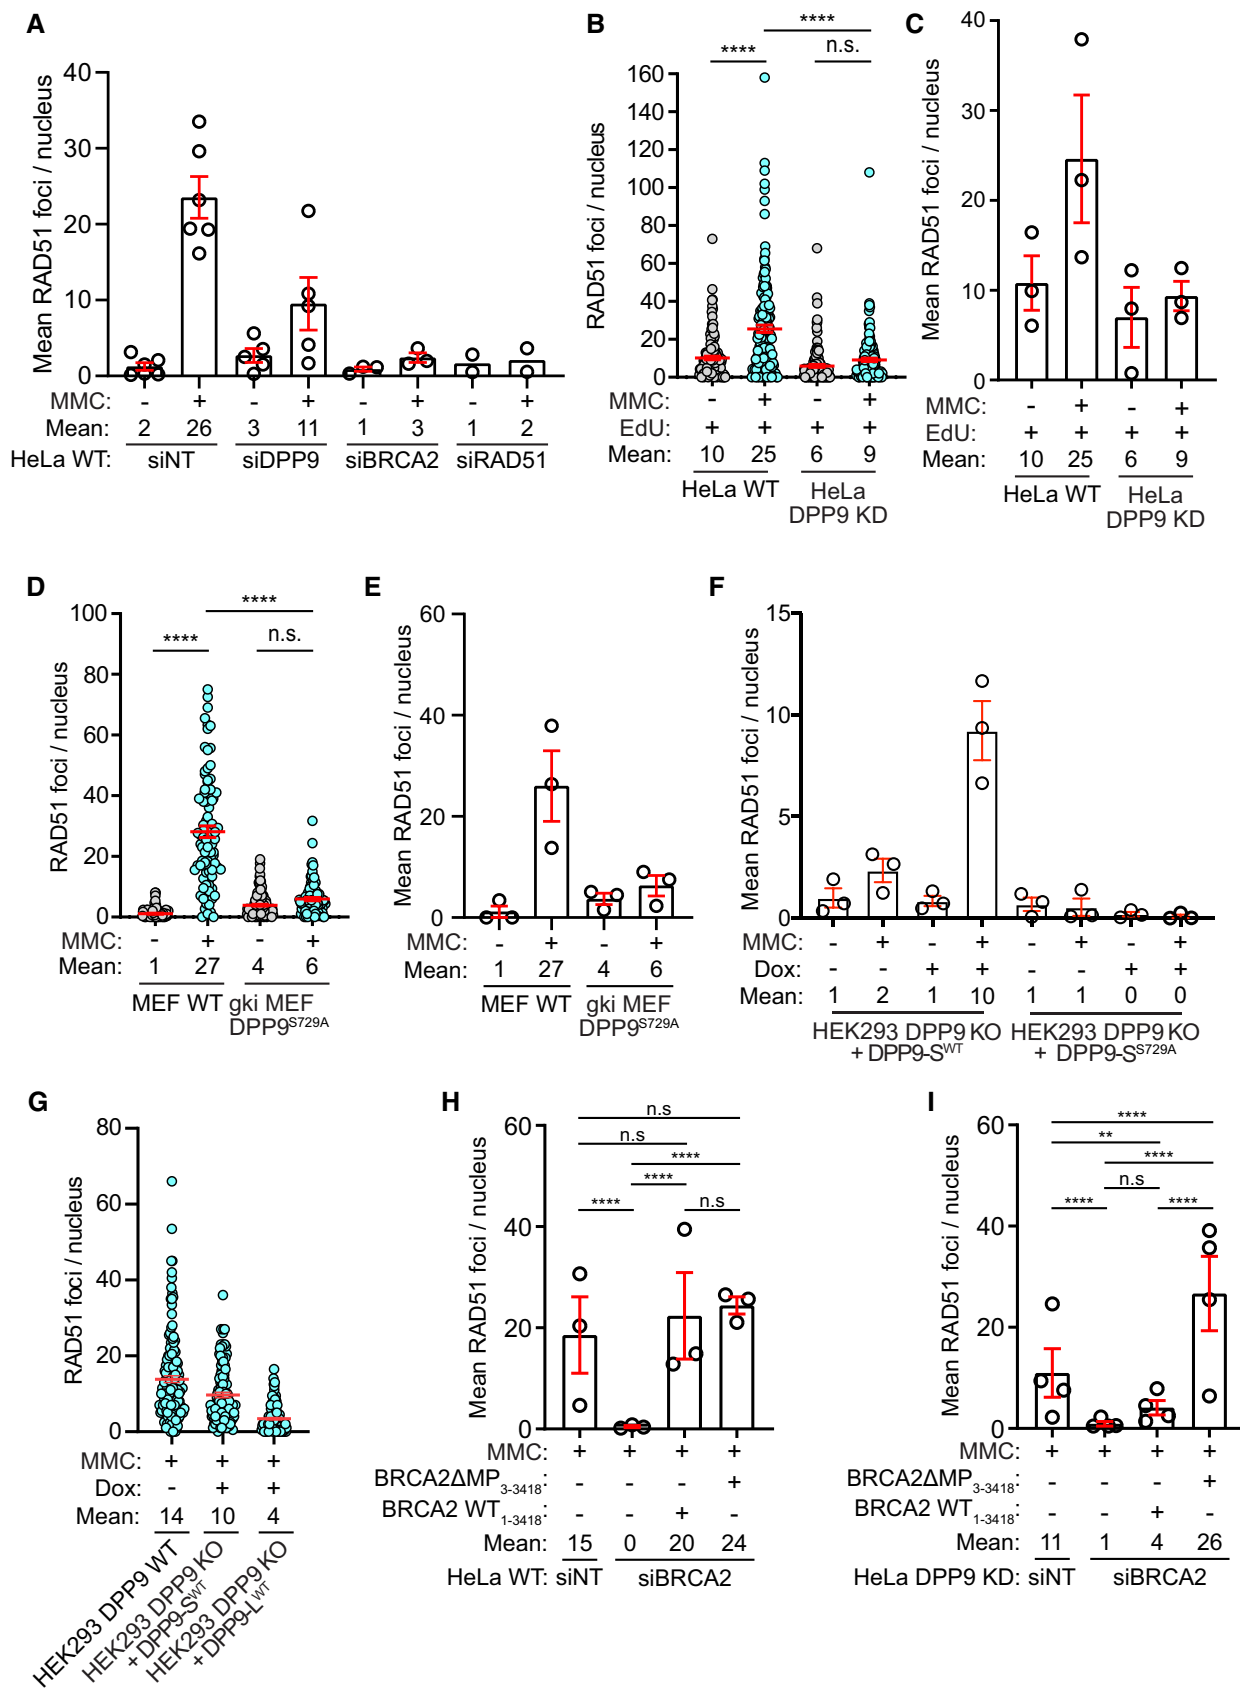 A
Mean RAD51 foci / nucleus
40
30
20
10
0
MMC: - + - + - + - +
Mean: 2 26 3 11 1 3 1 2
HeLa WT: siNT siDPP9 siBRCA2 siRAD51
B
RAD51 foci / nucleus
160
140
120
100
80
60
40
20
0
****
**** n.s.
MMC: - + - +
EdU: + + + +
Mean: 10 25 6 9
HeLa WT HeLa
DPP9 KD
C
Mean RAD51 foci / nucleus
40
30
20
10
0
MMC: - + - +
EdU: + + + +
Mean: 10 25 6 9
HeLa WT HeLa
DPP9 KD
D
RAD51 foci / nucleus
100
80
60
40
20
0
****
**** n.s.
MMC: - + - +
Mean: 1 27 4 6
MEF WT gki MEF
DPP9S729A
E
Mean RAD51 foci / nucleus
60
40
20
0
MMC: - + - +
Mean: 1 27 4 6
MEF WT gki MEF
DPP9S729A
F
Mean RAD51 foci / nucleus
15
10
5
0
MMC: - + - + - + - +
Dox: - - + + - - + +
Mean: 1 2 1 10 1 1 0 0
HEK293 DPP9 KO HEK293 DPP9 KO
+ DPP9-SWT + DPP9-SS729A
G
RAD51 foci / nucleus
80
60
40
20
0
MMC: + + +
Dox: - + +
Mean: 14 10 4
HEK293 DPP9 WT
HEK293 DPP9 KO
+ DPP9-SWT
HEK293 DPP9 KO
+ DPP9-LWT
H
Mean RAD51 foci / nucleus
60
40
20
0
n.s
n.s
****
****
**** n.s
MMC: + + + +
BRCA2ΔMP3-3418: - - - +
BRCA2 WT1-3418: - - + -
Mean: 15 0 20 24
HeLa WT: siNT siBRCA2
I
Mean RAD51 foci / nucleus
60
40
20
0
****
**
****
n.s
**** ****
MMC: + + + +
BRCA2ΔMP3-3418: - - - +
BRCA2 WT1-3418: - - + -
Mean: 11 1 4 26
HeLa DPP9 KD: siNT siBRCA2